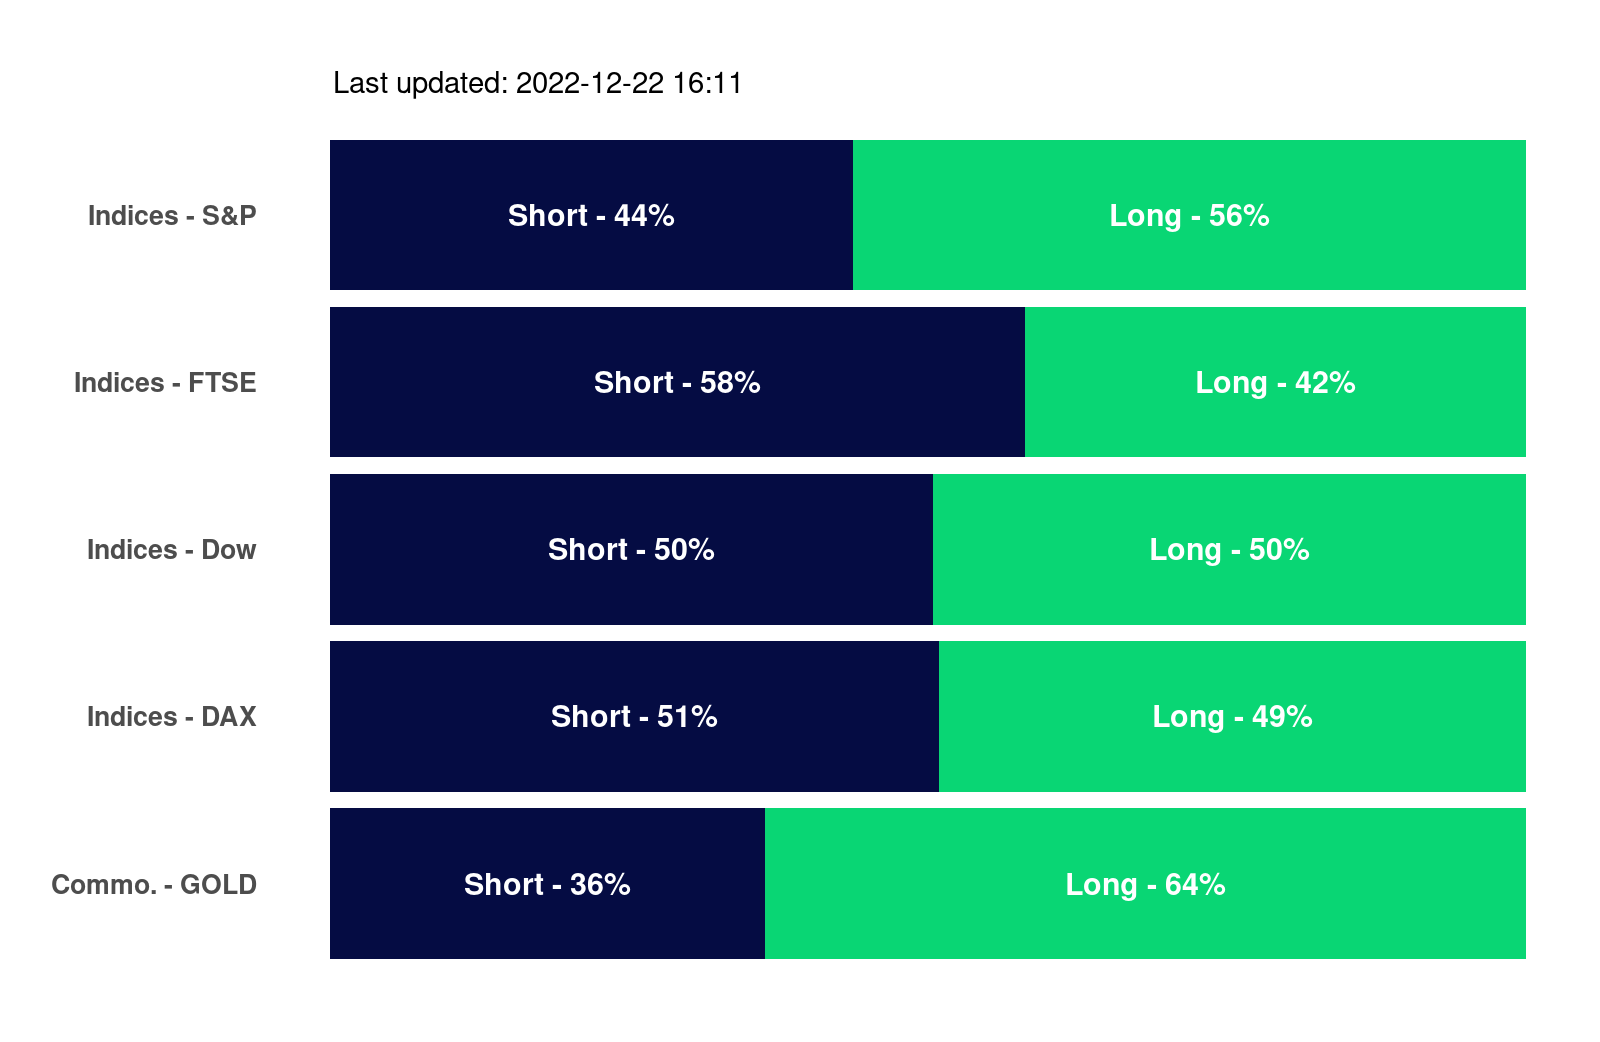 Last updated: 2022-12-22 16:11
Indices - S&P Short - 44% Long - 56%
Indices - FTSE Short - 58% Long - 42%
Indices - Dow Short - 50% Long - 50%
Indices - DAX Short - 51% Long - 49%
Commo. - GOLD Short - 36% Long - 64%